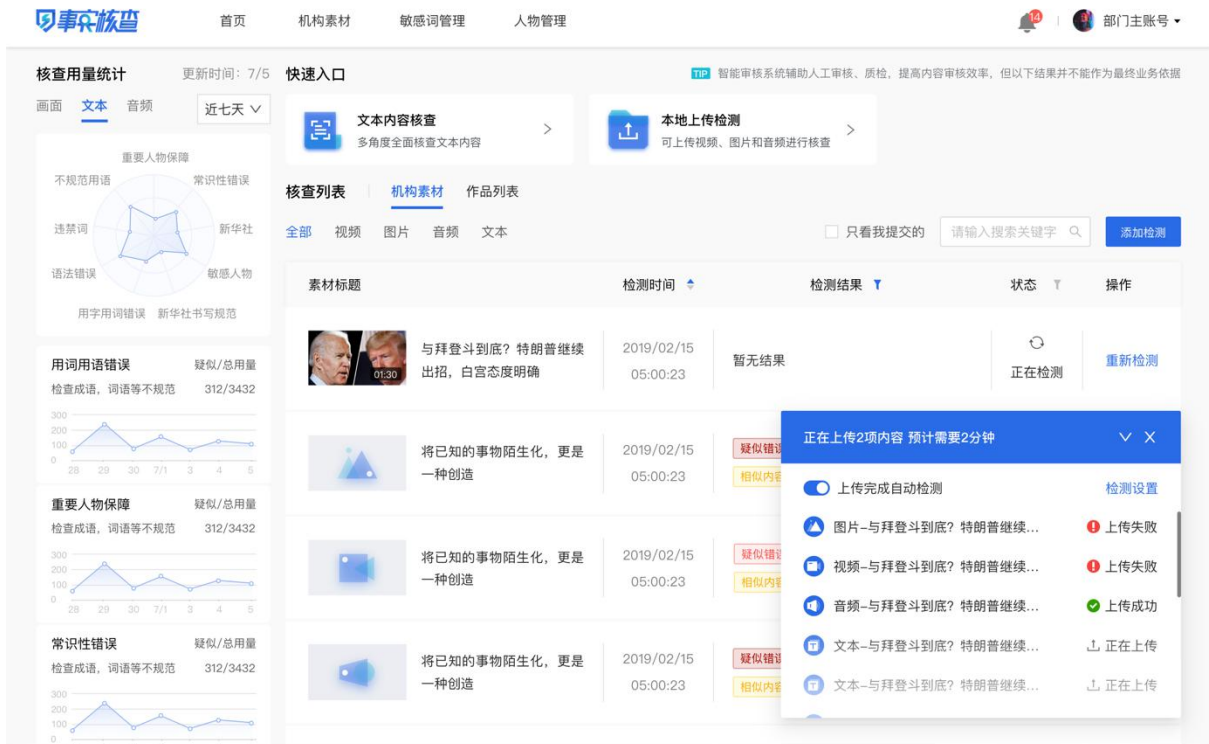 事实核查
首页 机构素材 敏感词管理 人物管理
14
部门主账号
核查用量统计 更新时间：7/5
画面 文本 音频 近七天
重要人物保障
不规范用语 常识性错误
违禁词 新华社
语法错误 敏感人物
用字用词错误 新华社书写规范
用词用语错误 疑似/总用量
检查成语，词语等不规范 312/3432
300
200
100
0
28 29 30 7/1 3 4 5
重要人物保障 疑似/总用量
检查成语，词语等不规范 312/3432
300
200
100
0
28 29 30 7/1 3 4 5
常识性错误 疑似/总用量
检查成语，词语等不规范 312/3432
300
200
100
0
快速入口
TIP 智能审核系统辅助人工审核、质检，提高内容审核效率，但以下结果并不能作为最终业务依据
文本内容核查
多角度全面核查文本内容
本地上传检测
可上传视频、图片和音频进行核查
核查列表 机构素材 作品列表
全部 视频 图片 音频 文本
只看我提交的 请输入搜索关键字 添加检测
素材标题 检测时间 检测结果 状态 操作
01:30
与拜登斗到底？特朗普继续
出招，白宫态度明确
2019/02/15
05:00:23
暂无结果
正在检测
重新检测
将已知的事物陌生化，更是
一种创造
2019/02/15
05:00:23
疑似错误
相似内容
将已知的事物陌生化，更是
一种创造
2019/02/15
05:00:23
疑似错
相似内容
将已知的事物陌生化，更是
一种创造
2019/02/15
05:00:23
疑似错
相似内容
正在上传2项内容 预计需要2分钟
上传完成自动检测 检测设置
图片–与拜登斗到底？特朗普继续... 上传失败
视频–与拜登斗到底？特朗普继续... 上传失败
音频–与拜登斗到底？特朗普继续... 上传成功
文本–与拜登斗到底？特朗普继续... 正在上传
文本–与拜登斗到底？特朗普继续... 正在上传